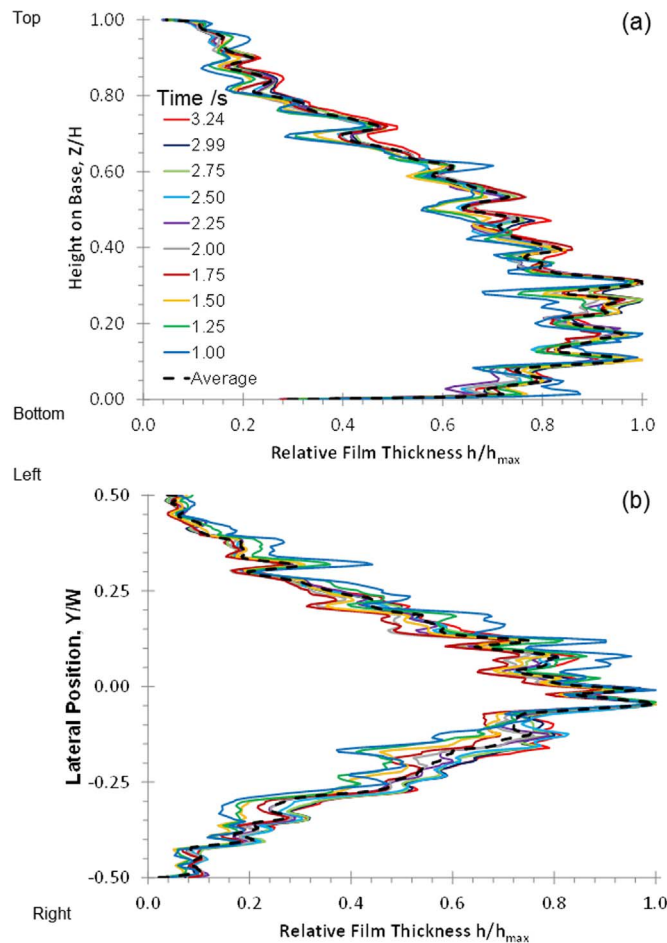 Top
(a)
1.00
0.80
0.60
0.40
0.20
0.00
Height on Base, Z/H
Time /s
3.24
2.99
2.75
2.50
2.25
2.00
1.75
1.50
1.25
1.00
Average
Bottom
0.0 0.2 0.4 0.6 0.8 1.0
Relative Film Thickness h/hmax
Left
(b)
0.50
0.25
0.00
-0.25
-0.50
Lateral Position, Y/W
Right
0.0 0.2 0.4 0.6 0.8 1.0
Relative Film Thickness h/hmax